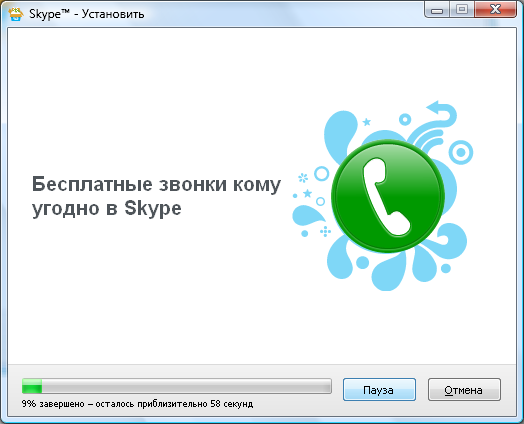 Skype™ - Установить
Бесплатные звонки кому
угодно в Skype
9% завершено – осталось приблизительно 58 секунд
Пауза
Отмена